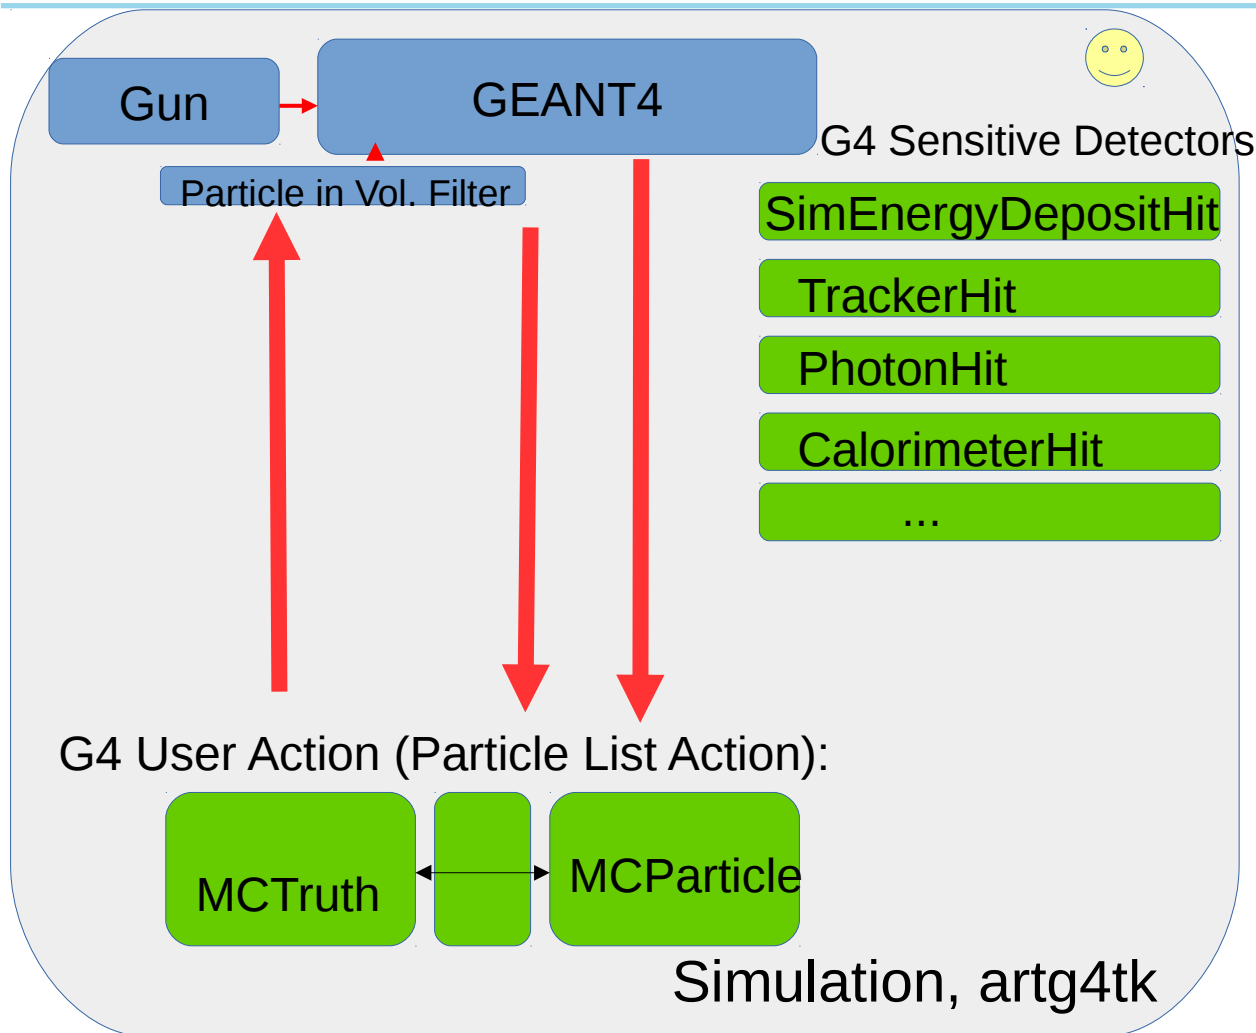 Gun
GEANT4
G4 Sensitive Detectors
Particle in Vol. Filter
SimEnergyDepositHit
TrackerHit
PhotonHit
CalorimeterHit
...
G4 User Action (Particle List Action):
MCTruth
MCParticle
Simulation, artg4tk